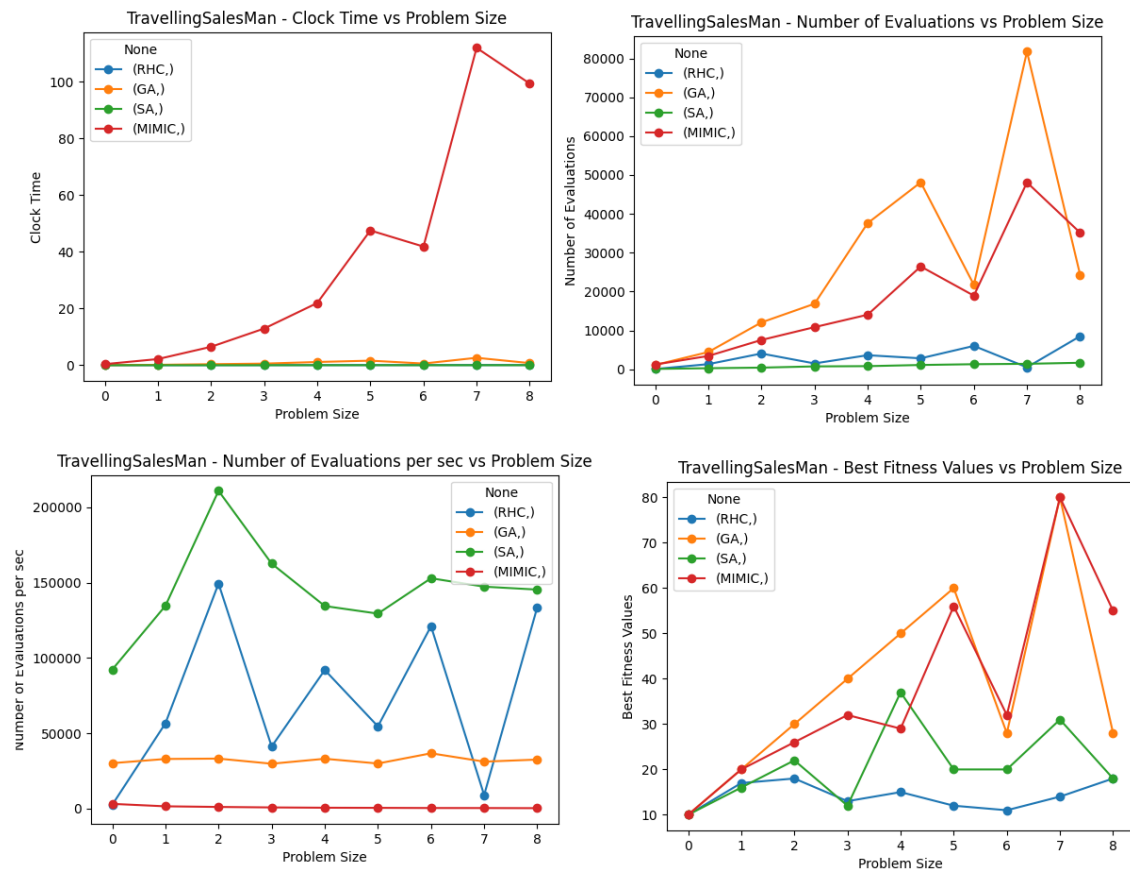 TravellingSalesMan - Clock Time vs Problem Size
None
(RHC,)
(GA,)
(SA,)
(MIMIC,)
100
80
60
40
20
0
Clock Time
0 1 2 3 4 5 6 7 8
Problem Size
TravellingSalesMan - Number of Evaluations vs Problem Size
None
(RHC,)
(GA,)
(SA,)
(MIMIC,)
80000
70000
60000
50000
40000
30000
20000
10000
0
Number of Evaluations
0 1 2 3 4 5 6 7 8
Problem Size
TravellingSalesMan - Number of Evaluations per sec vs Problem Size
None
(RHC,)
(GA,)
(SA,)
(MIMIC,)
200000
150000
100000
50000
0
Number of Evaluations per sec
0 1 2 3 4 5 6 7 8
Problem Size
TravellingSalesMan - Best Fitness Values vs Problem Size
None
(RHC,)
(GA,)
(SA,)
(MIMIC,)
80
70
60
50
40
30
20
10
Best Fitness Values
0 1 2 3 4 5 6 7 8
Problem Size